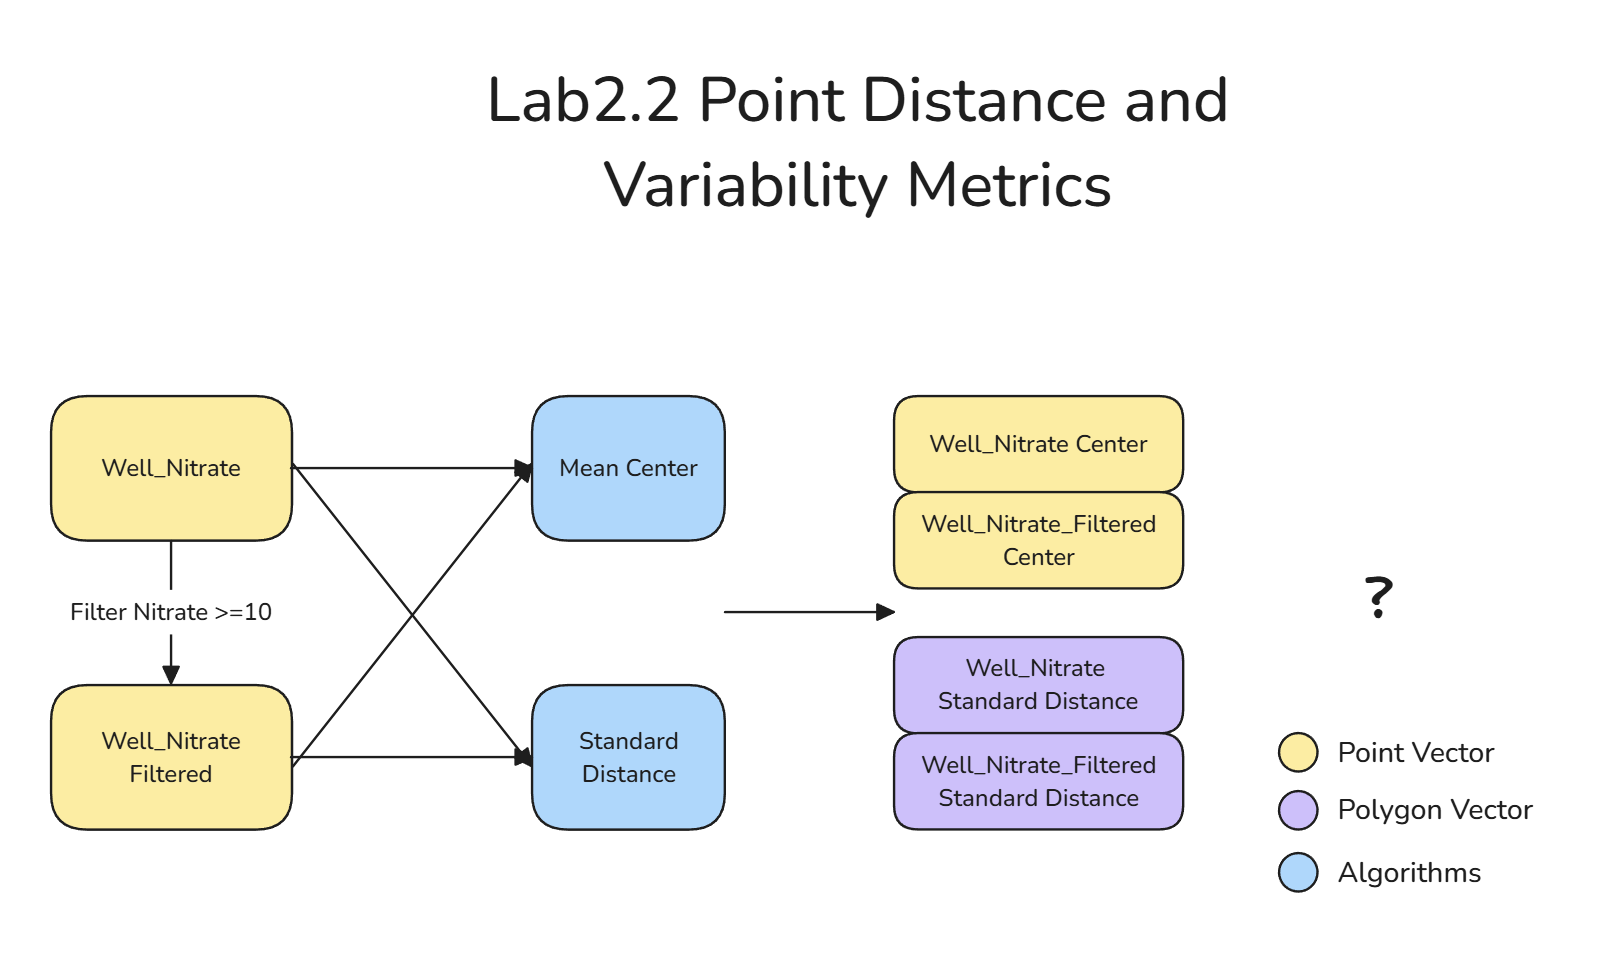 Lab2.2 Point Distance and
Variability Metrics
Well_Nitrate
Mean Center
Well_Nitrate Center
Well_Nitrate_Filtered
Center
Filter Nitrate >=10
?
Well_Nitrate
Filtered
Standard
Distance
Well_Nitrate
Standard Distance
Well_Nitrate_Filtered
Standard Distance
Point Vector
Polygon Vector
Algorithms